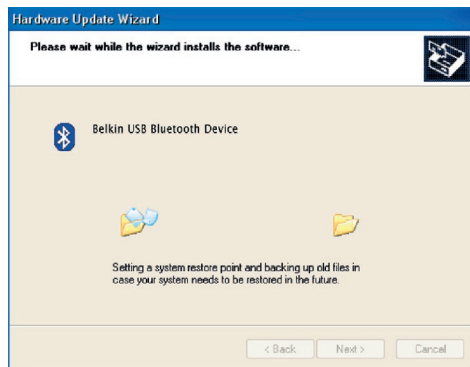 Hardware Update Wizard
Please wait while the wizard installs the software...
Belkin USB Bluetooth Device
Setting a system restore point and backing up old files in
case your system needs to be restored in the future.
< Back Next > Cancel